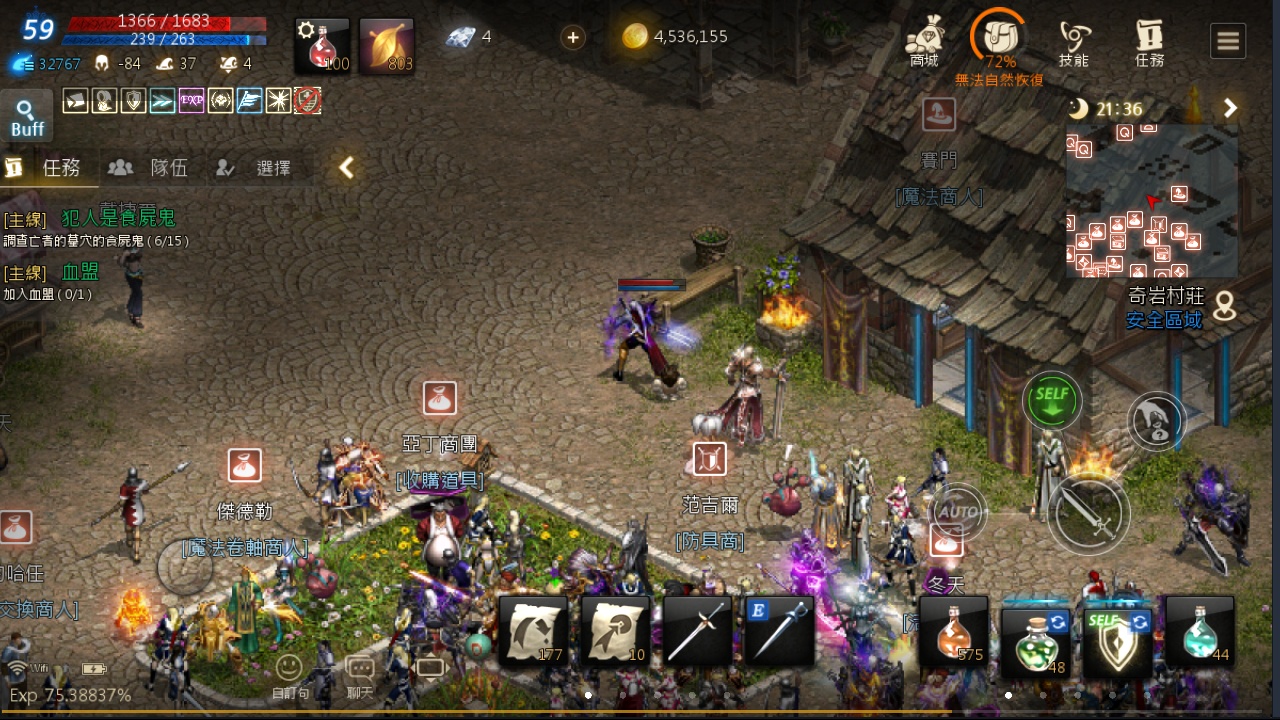 59
1366 / 1683
239 / 263
32767
-84
37
4
100
803
4
4,536,155
商城
72%
無法自然恢復
技能
任務
Buff
EXP
21:36
任務
隊伍
選擇
[主線] 犯人是食屍鬼
調查亡者的墓穴的食屍鬼 (6/15)
[主線] 血盟
加入血盟 (0/1)
賽門
[魔法商人]
Q
Q
Q
奇岩村莊
安全區域
SELF
亞丁商團
[收購道具]
傑德勒
[魔法卷軸商人]
范吉爾
[防具商]
AUTO
哈任
交換商人]
冬天
177
10
E
575
48
SELF
44
Wifi
自訂句
聊天
Exp 75.38837%